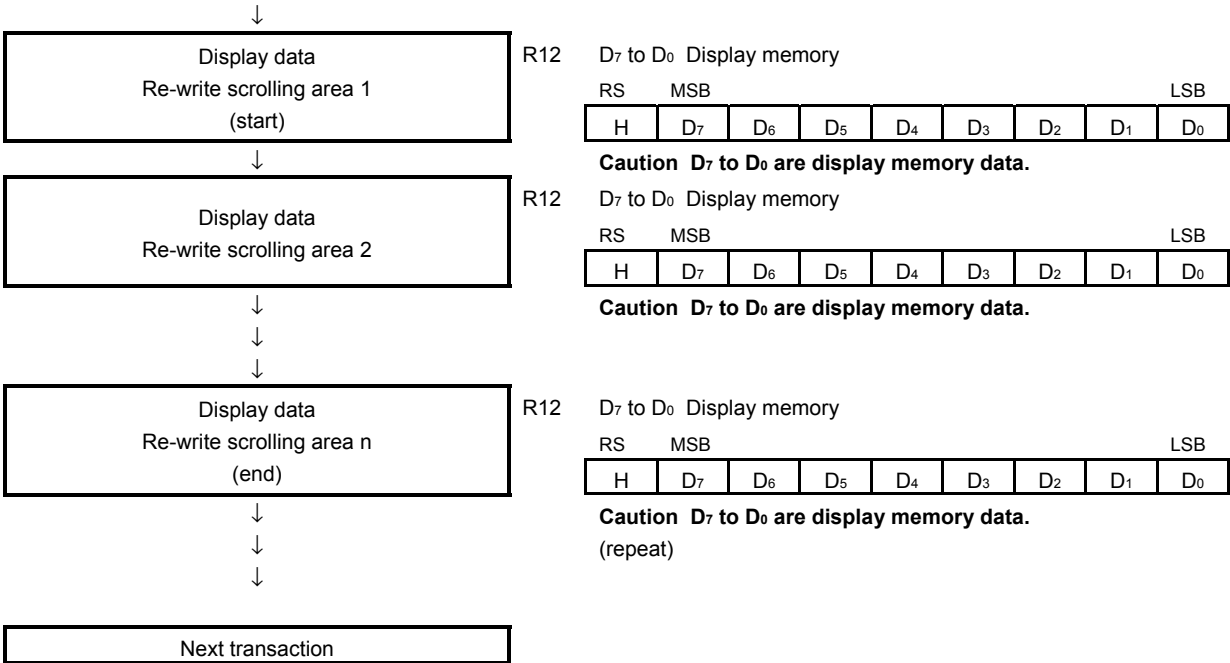 ↓
Display data
Re-write scrolling area 1
(start)
R12 D7 to D0 Display memory
RS MSB LSB
H D7 D6 D5 D4 D3 D2 D1 D0
Caution D7 to D0 are display memory data.
↓
Display data
Re-write scrolling area 2
R12 D7 to D0 Display memory
RS MSB LSB
H D7 D6 D5 D4 D3 D2 D1 D0
Caution D7 to D0 are display memory data.
↓
↓
↓
Display data
Re-write scrolling area n
(end)
R12 D7 to D0 Display memory
RS MSB LSB
H D7 D6 D5 D4 D3 D2 D1 D0
Caution D7 to D0 are display memory data.
(repeat)
↓
↓
↓
Next transaction